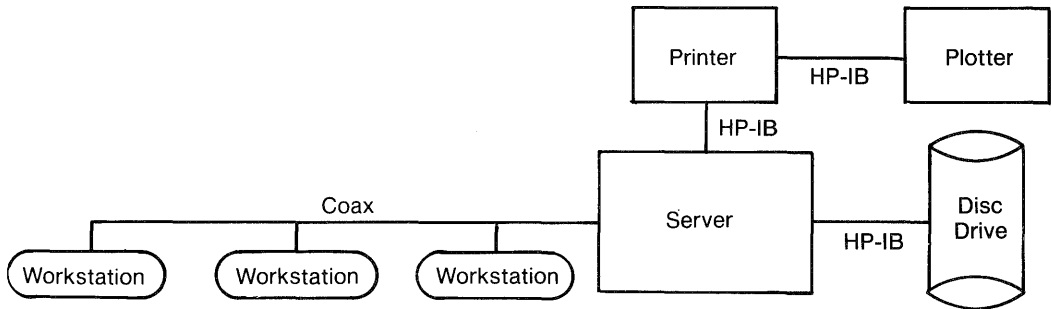 Printer
HP-IB
Plotter
HP-IB
Coax
Server
HP-IB
Disc
Drive
Workstation
Workstation
Workstation